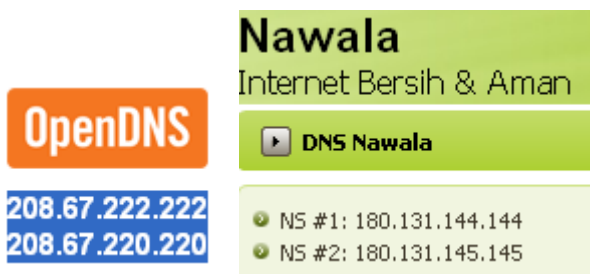 OpenDNS
208.67.222.222
208.67.220.220
Nawala
Internet Bersih & Aman
DNS Nawala
NS #1: 180.131.144.144
NS #2: 180.131.145.145